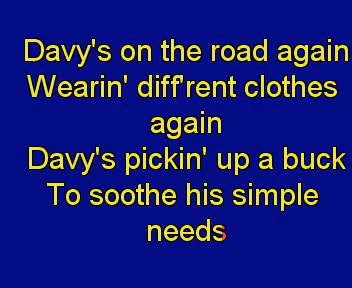 Davy's on the road again
Wearin' diff'rent clothes
again
Davy's pickin' up a buck
To soothe his simple
needs